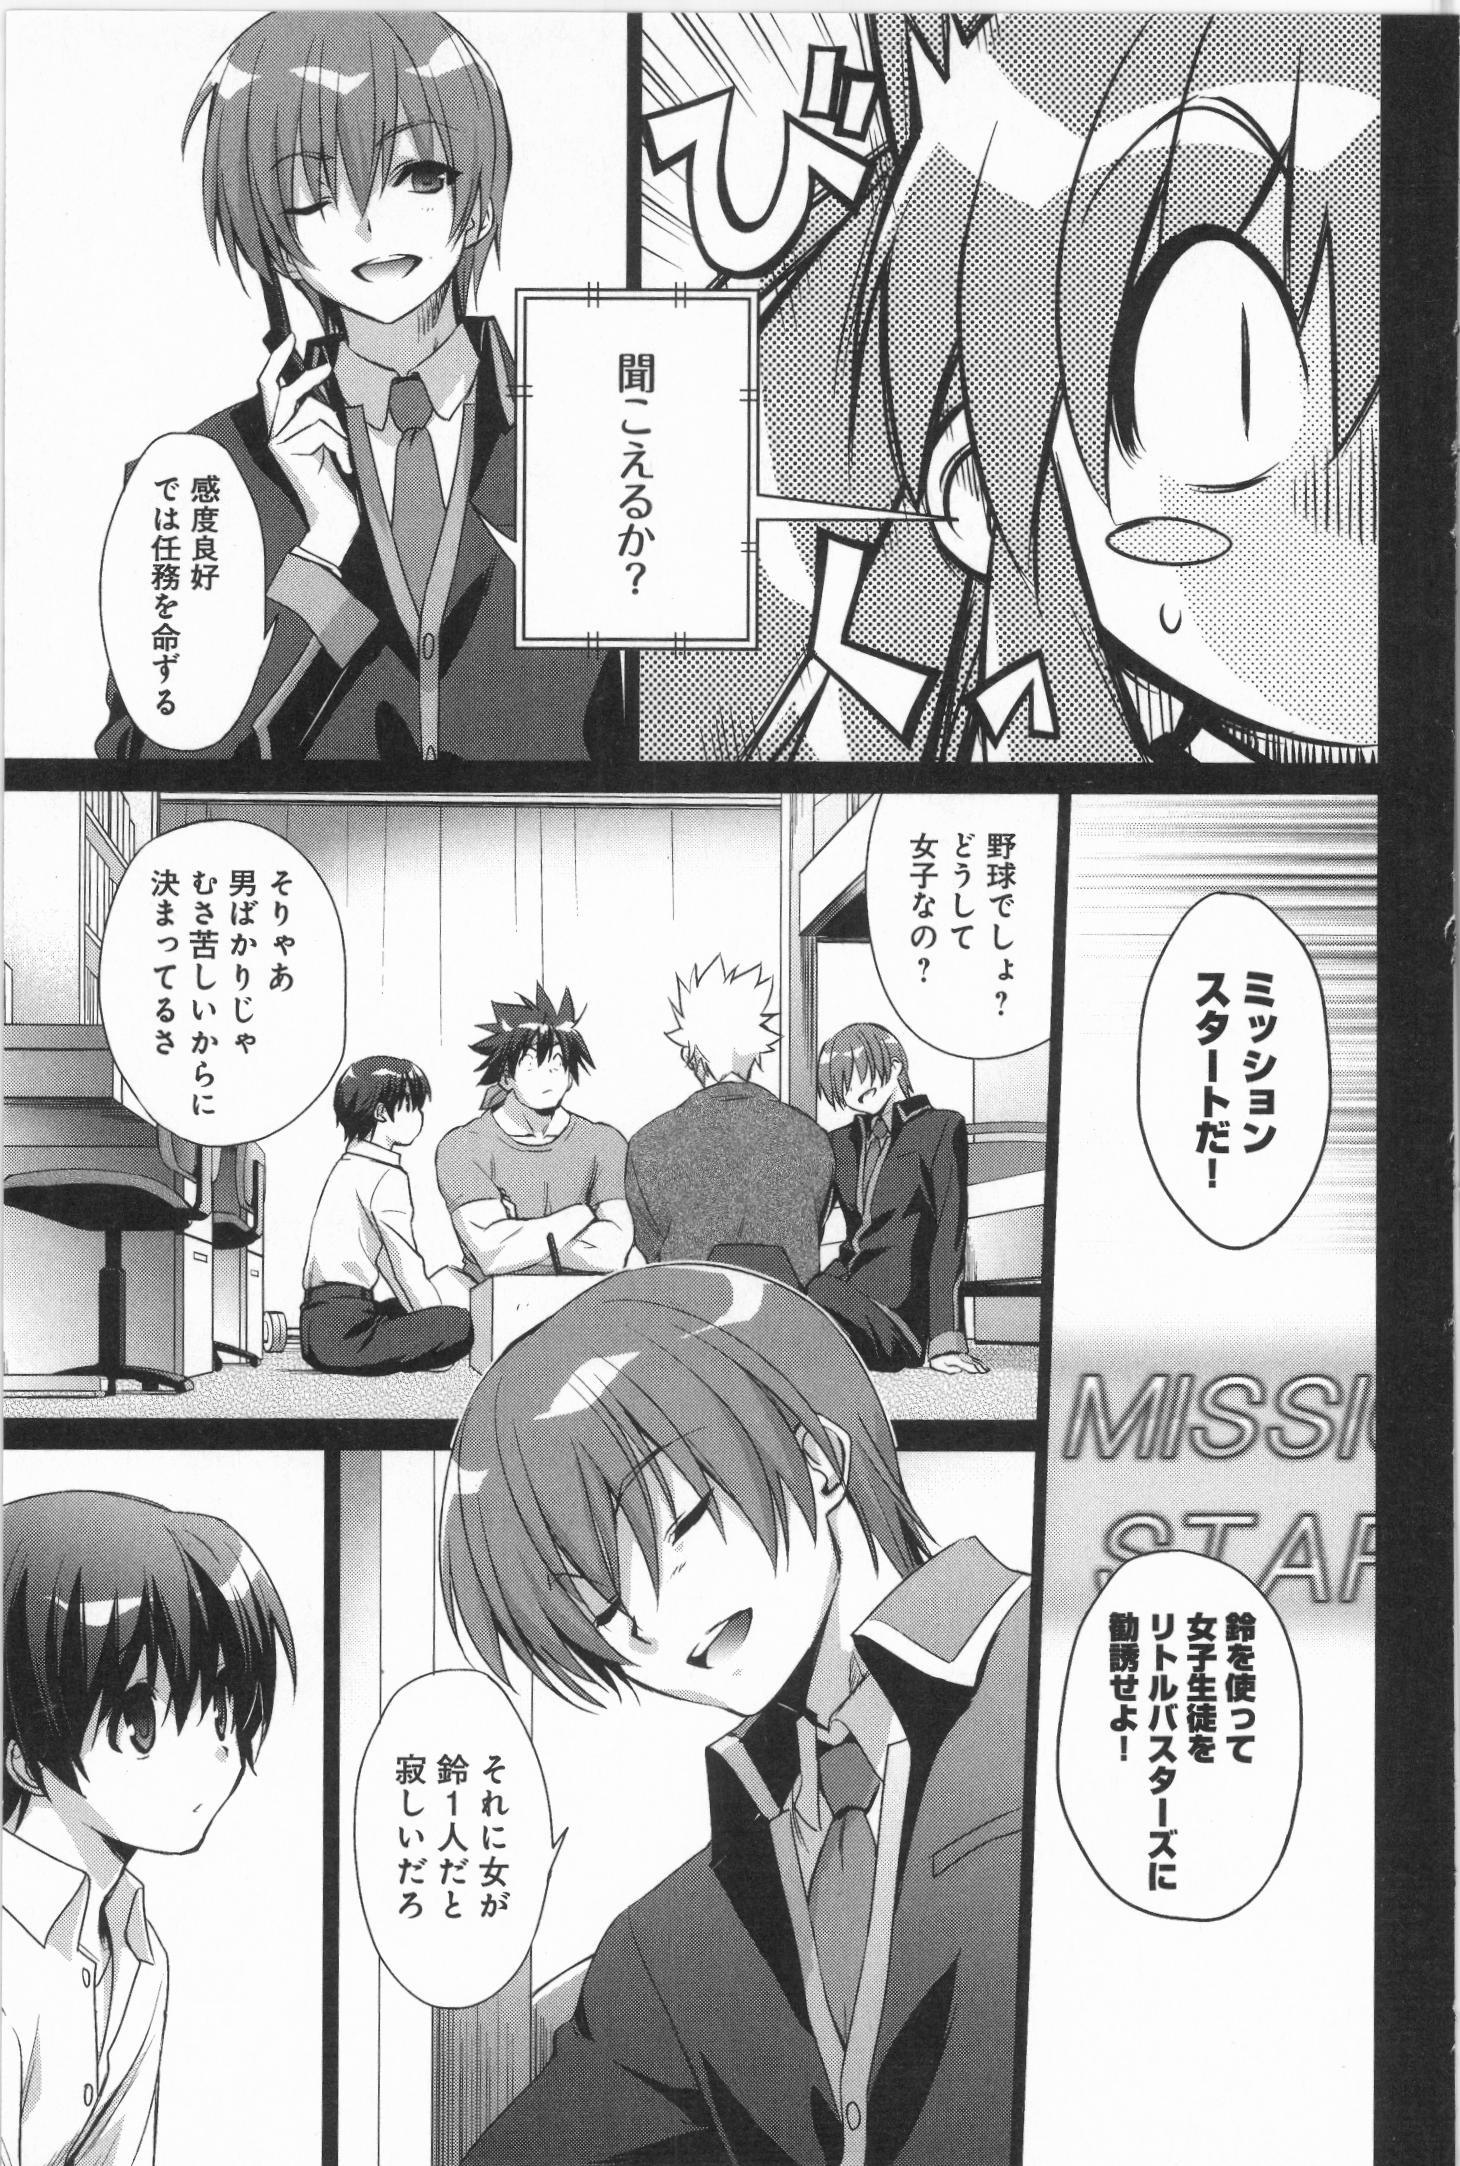 びくっ
聞こえるか?
感度良好
では任務を命ずる
ミッション
スタートだ!
MISSI
STAR
鈴を使って
女子生徒を
リトルバスターズに
勧誘せよ!
野球でしょ?
どうして
女子なの?
そりゃあ
男ばかりじゃ
むさ苦しいからに
決まってるさ
それに女が
鈴1人だと
寂しいだろ